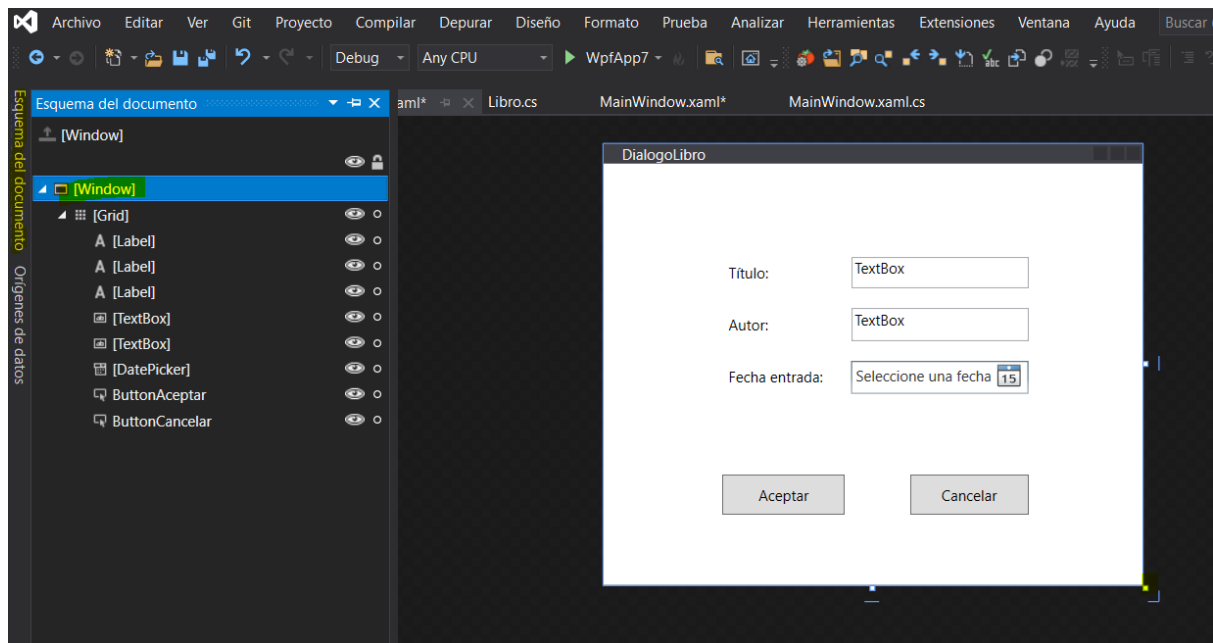 Archivo Editar Ver Git Proyecto Compilar Depurar Diseño Formato Prueba Analizar Herramientas Extensiones Ventana Ayuda Buscar
Debug Any CPU WpfApp7
Esquema del documento
Orígenes de datos
Esquema del documento
aml* Libro.cs MainWindow.xaml* MainWindow.xaml.cs
[Window]
[Window]
[Grid]
A [Label]
A [Label]
A [Label]
[TextBox]
[TextBox]
[DatePicker]
ButtonAceptar
ButtonCancelar
DialogoLibro
Título: TextBox
Autor: TextBox
Fecha entrada: Seleccione una fecha 15
Aceptar Cancelar